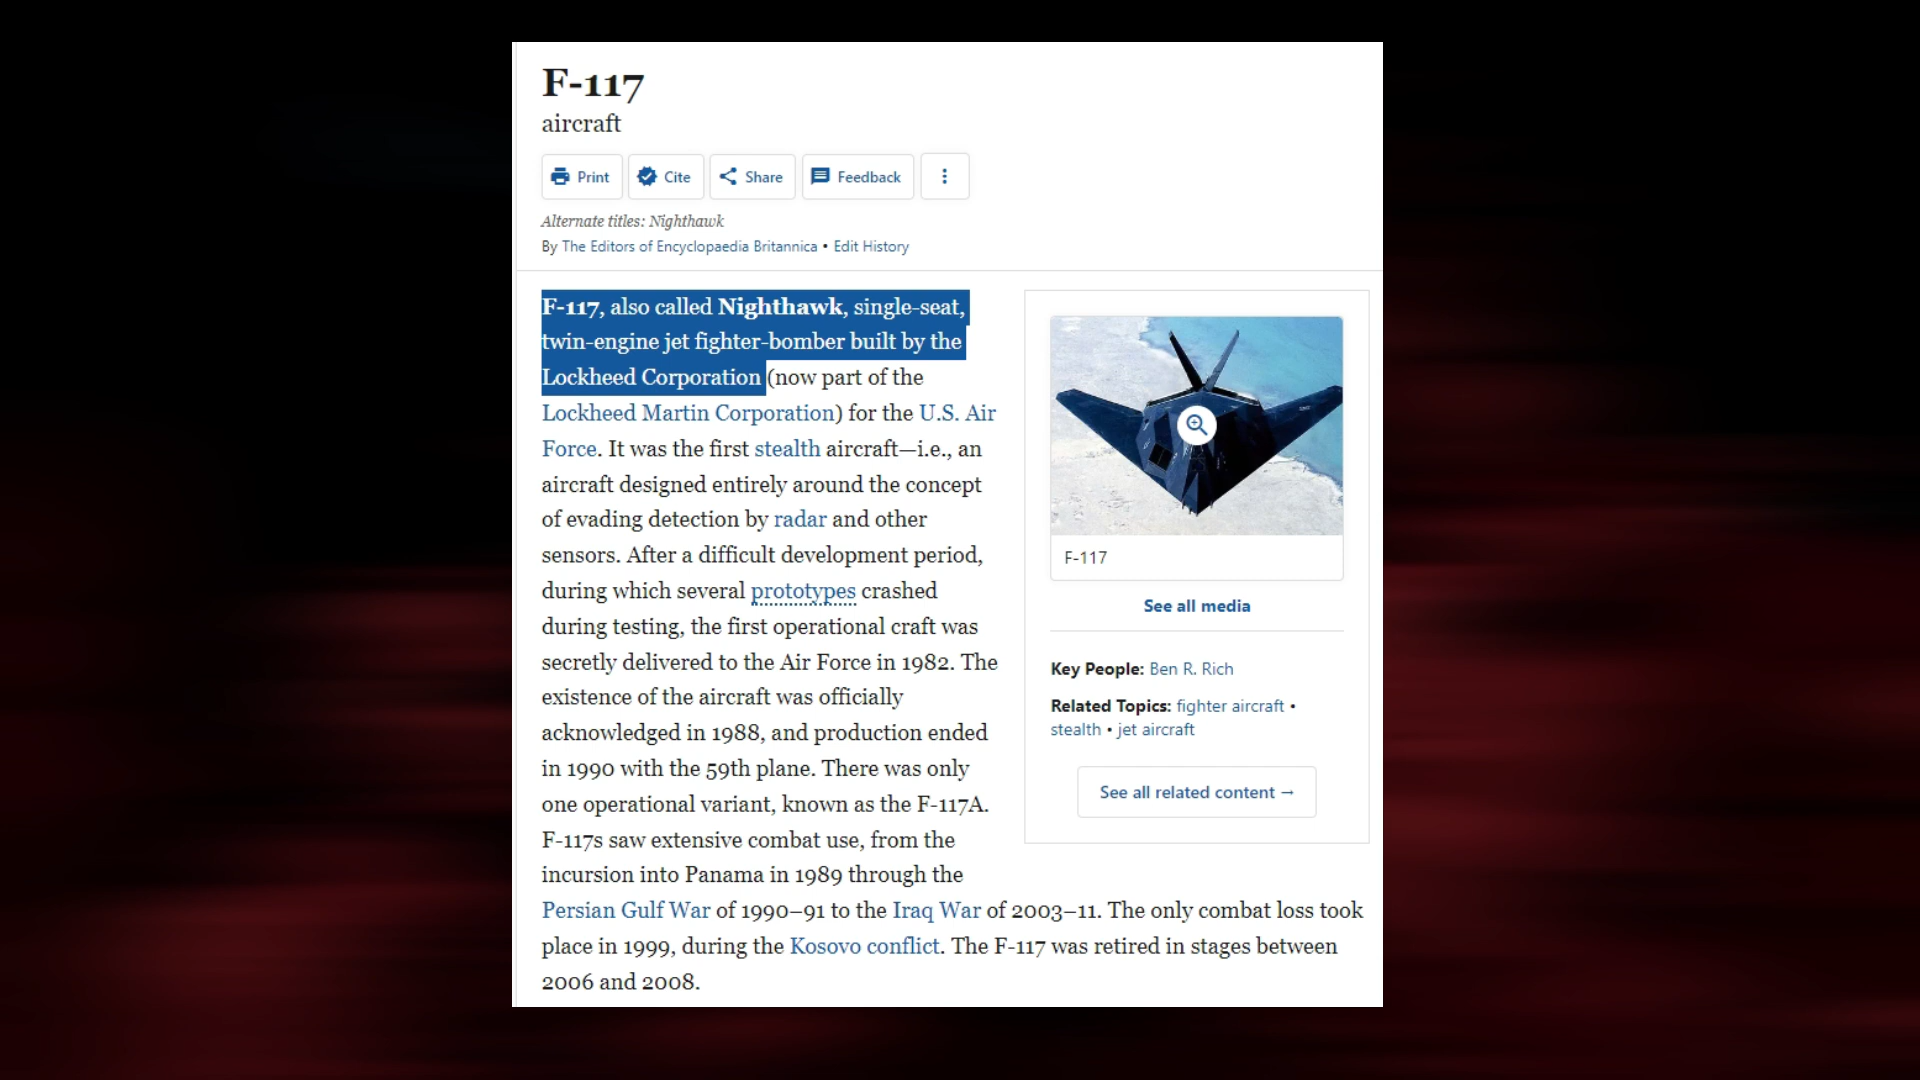 F-117
aircraft
Print
Cite
Share
Feedback
Alternate titles: Nighthawk
By The Editors of Encyclopaedia Britannica • Edit History
F-117, also called Nighthawk, single-seat,
twin-engine jet fighter-bomber built by the
Lockheed Corporation (now part of the
Lockheed Martin Corporation) for the U.S. Air
Force. It was the first stealth aircraft—i.e., an
aircraft designed entirely around the concept
of evading detection by radar and other
sensors. After a difficult development period,
during which several prototypes crashed
during testing, the first operational craft was
secretly delivered to the Air Force in 1982. The
existence of the aircraft was officially
acknowledged in 1988, and production ended
in 1990 with the 59th plane. There was only
one operational variant, known as the F-117A.
F-117s saw extensive combat use, from the
incursion into Panama in 1989 through the
Persian Gulf War of 1990–91 to the Iraq War of 2003–11. The only combat loss took
place in 1999, during the Kosovo conflict. The F-117 was retired in stages between
2006 and 2008.
F-117
See all media
Key People: Ben R. Rich
Related Topics: fighter aircraft •
stealth • jet aircraft
See all related content →